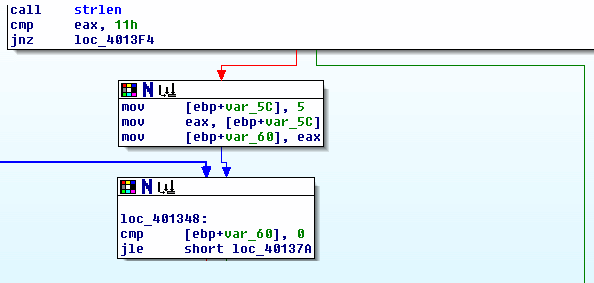 call strlen
cmp eax, 11h
jnz loc_4013F4
N
mov [ebp+var_5C], 5
mov eax, [ebp+var_5C]
mov [ebp+var_60], eax
N
loc_401348:
cmp [ebp+var_60], 0
jle short loc_40137A